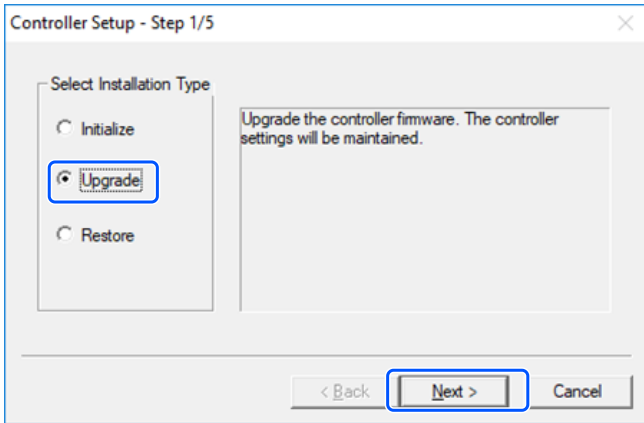 Controller Setup - Step 1/5
Select Installation Type
Initialize
Upgrade
Restore
Upgrade the controller firmware. The controller
settings will be maintained.
< Back
Next >
Cancel